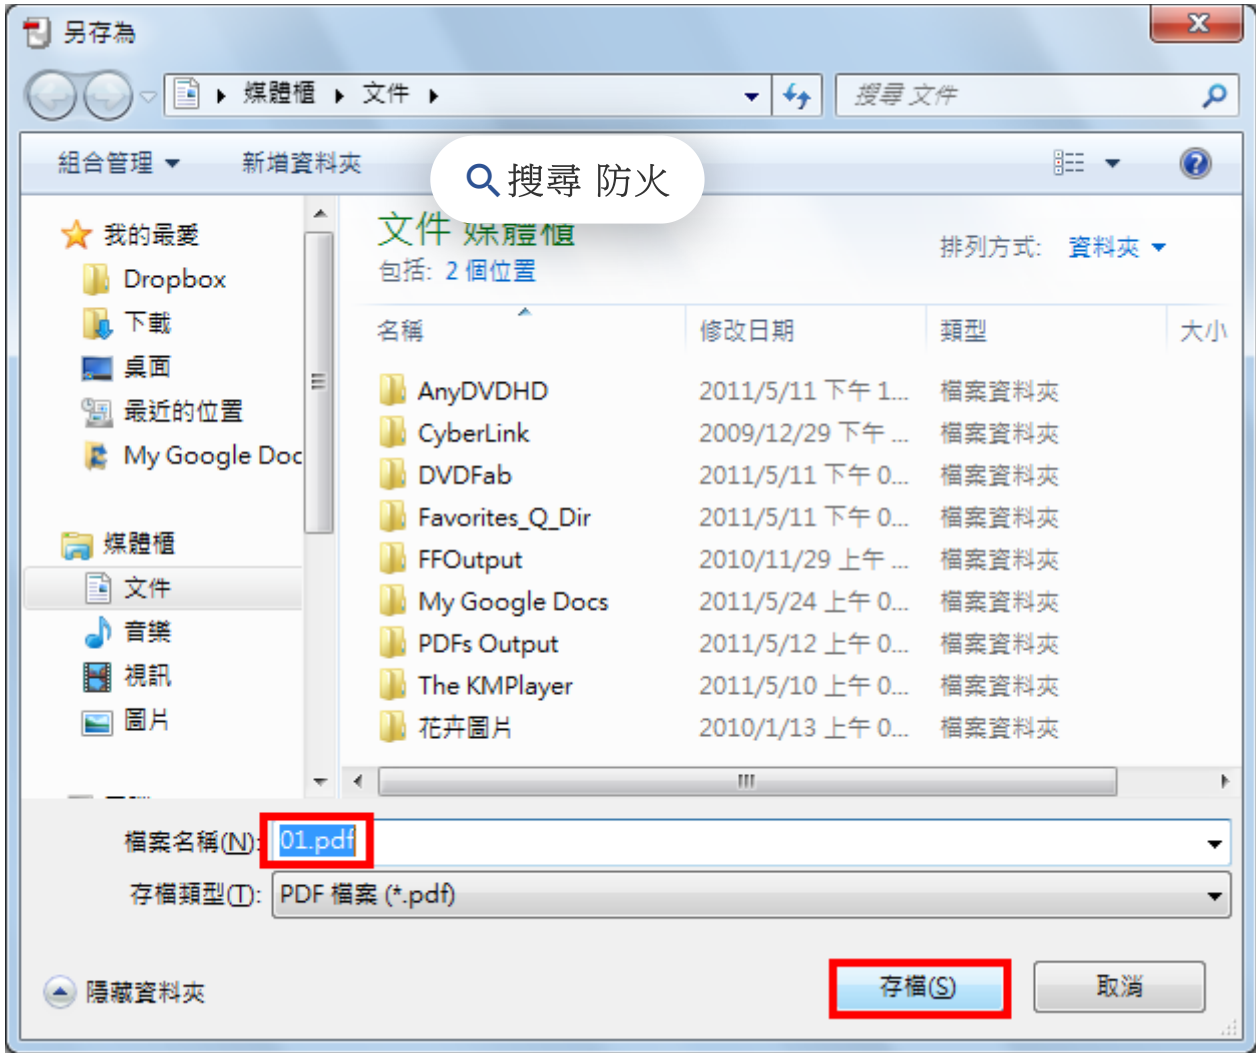 另存為
媒體櫃 文件
搜尋 文件
組合管理 新增資料夾
搜尋 防火
我的最愛
Dropbox
下載
桌面
最近的位置
My Google Doc
媒體櫃
文件
音樂
視訊
圖片
文件 媒體櫃
包括: 2 個位置
排列方式: 資料夾
名稱 修改日期 類型 大小
AnyDVDHD 2011/5/11 下午 1... 檔案資料夾
CyberLink 2009/12/29 下午 ... 檔案資料夾
DVDFab 2011/5/11 下午 0... 檔案資料夾
Favorites_Q_Dir 2011/5/11 下午 0... 檔案資料夾
FFOutput 2010/11/29 上午 ... 檔案資料夾
My Google Docs 2011/5/24 上午 0... 檔案資料夾
PDFs Output 2011/5/12 上午 0... 檔案資料夾
The KMPlayer 2011/5/10 上午 0... 檔案資料夾
花卉圖片 2010/1/13 上午 0... 檔案資料夾
檔案名稱(N): 01.pdf
存檔類型(T): PDF 檔案 (*.pdf)
隱藏資料夾
存檔(S) 取消